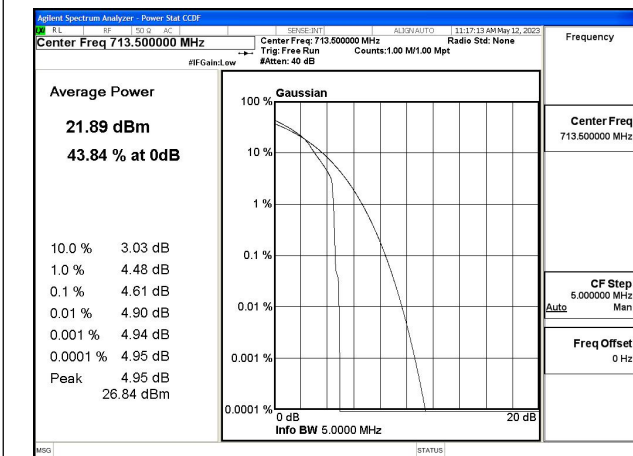 Agilent Spectrum Analyzer - Power Stat CCDF
RL RF 50 Ω AC SENSE:INT ALIGN AUTO 11:17:13 AM May 12, 2023
Center Freq 713.500000 MHz
Center Freq: 713.500000 MHz Radio Std: None
Trig: Free Run Counts:1.00 M/1.00 Mpt
#IFGain:Low #Atten: 40 dB
Frequency
Average Power
21.89 dBm
43.84 % at 0dB
10.0 % 3.03 dB
1.0 % 4.48 dB
0.1 % 4.61 dB
0.01 % 4.90 dB
0.001 % 4.94 dB
0.0001 % 4.95 dB
Peak 4.95 dB
26.84 dBm
Gaussian
100 %
10 %
1 %
0.1 %
0.01 %
0.001 %
0.0001 %
0 dB 20 dB
Info BW 5.0000 MHz
Center Freq
713.500000 MHz
CF Step
5.000000 MHz
Auto Man
Freq Offset
0 Hz
MSG STATUS